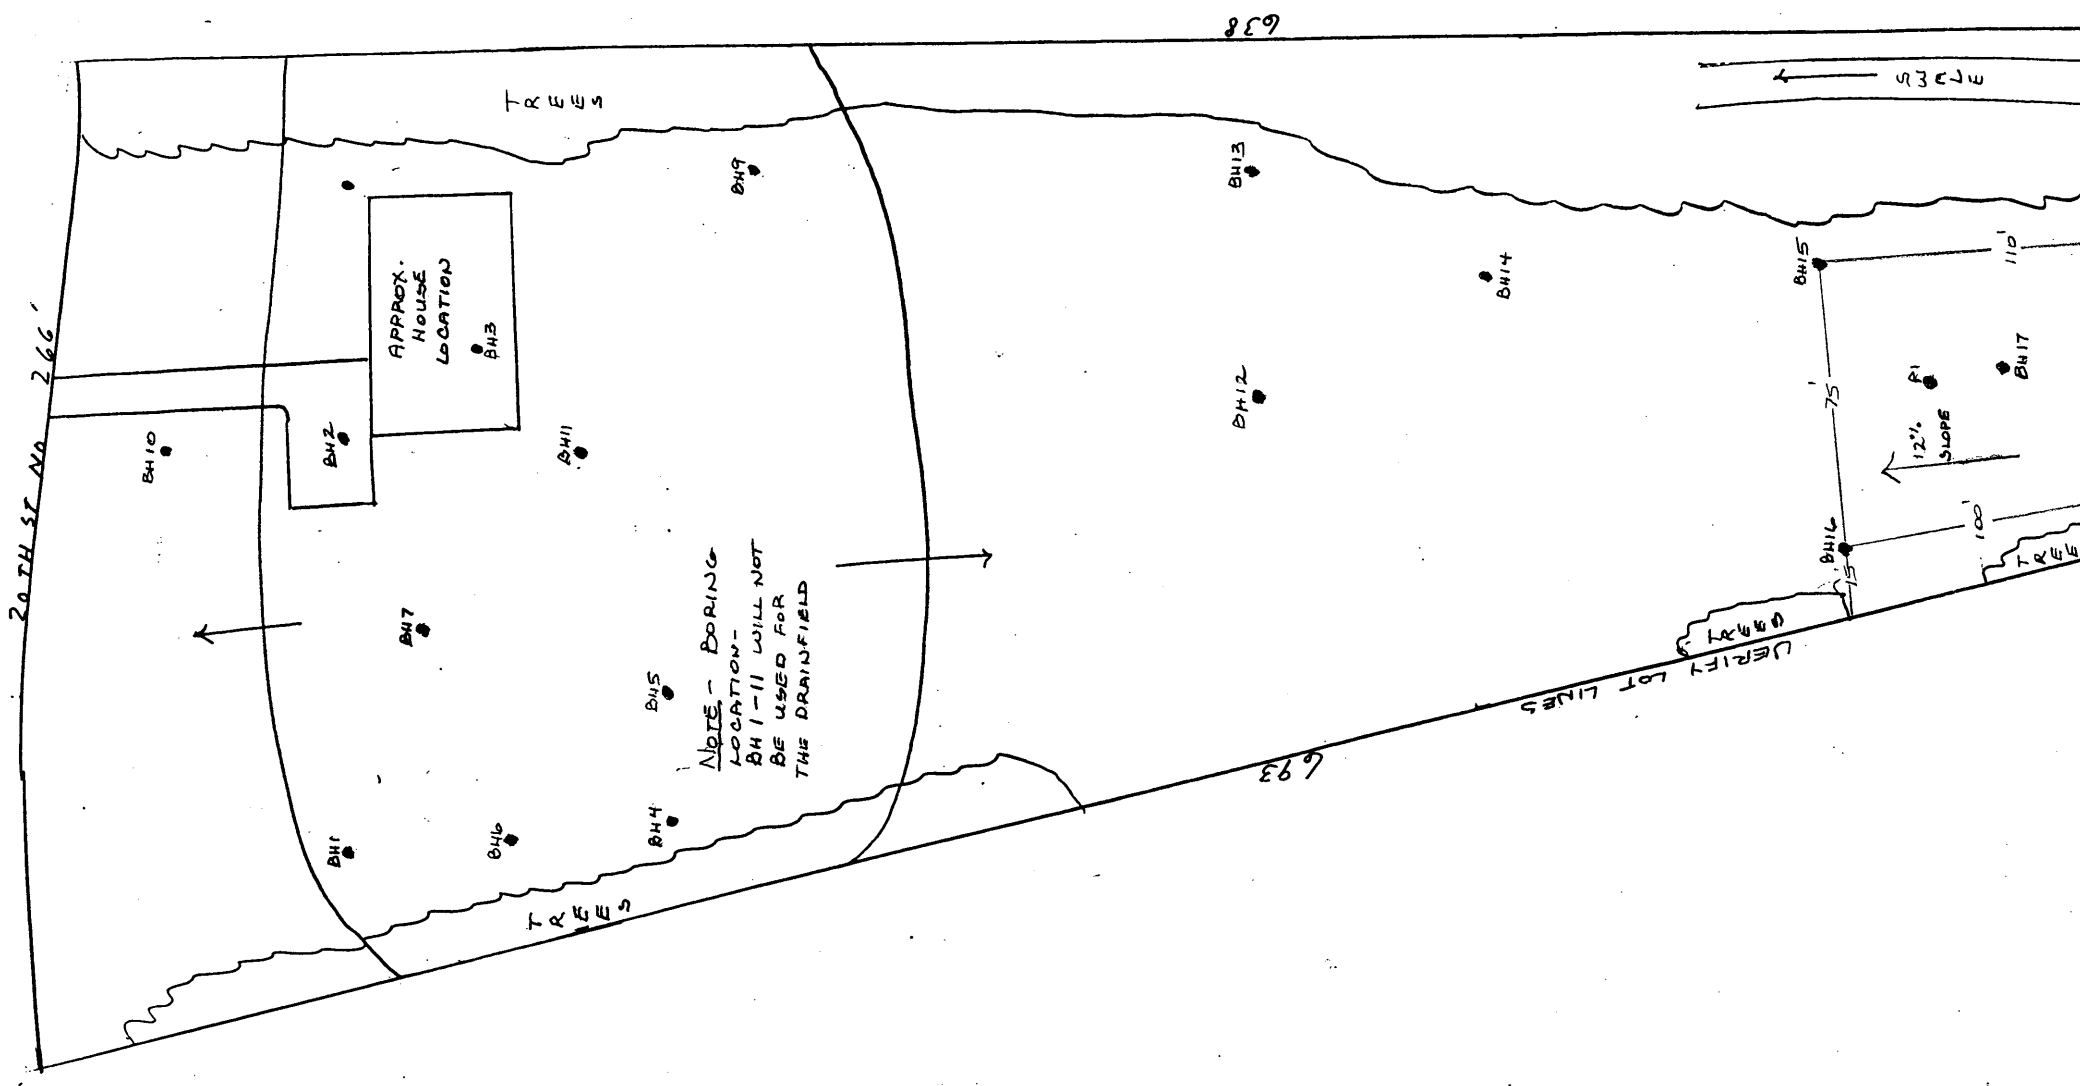 638
SWALE
TREES
20TH ST NO 266'
BH9
BH13
APPROX.
HOUSE
LOCATION
BH3
BH14
BH15
110'
BH10
BH2
BH11
BH12
75'
R1
BH17
12%
SLOPE
BH16
15'
100'
TREE
BH7
BH5
NOTE - BORING
LOCATION -
BH1-11 WILL NOT
BE USED FOR
THE DRAINFIELD
TREES
VERIFY LOT LINES
693
BH1
BH6
BH4
TREES